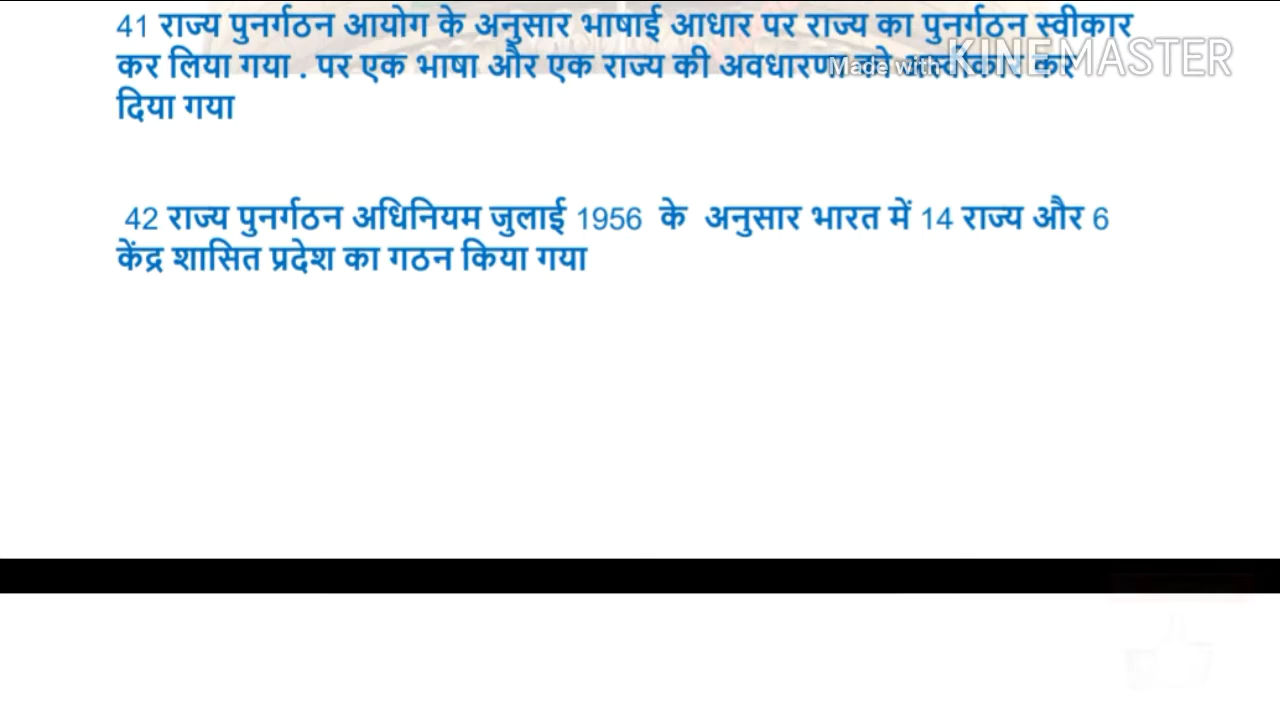 41 राज्य पुनर्गठन आयोग के अनुसार भाषाई आधार पर राज्य का पुनर्गठन स्वीकार
कर लिया गया . पर एक भाषा और एक राज्य की अवधारणा कर
Made with KINEMASTER
दिया गया
42 राज्य पुनर्गठन अधिनियम जुलाई 1956 के अनुसार भारत में 14 राज्य और 6
केंद्र शासित प्रदेश का गठन किया गया